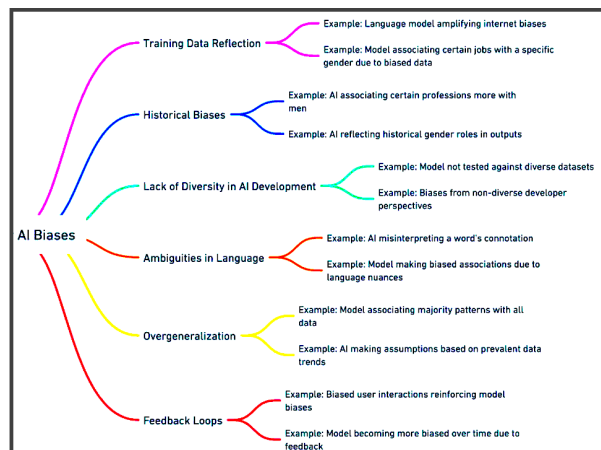 AI Biases
Training Data Reflection
Example: Language model amplifying internet biases
Example: Model associating certain jobs with a specific
gender due to biased data
Historical Biases
Example: AI associating certain professions more with
men
Example: AI reflecting historical gender roles in outputs
Lack of Diversity in AI Development
Example: Model not tested against diverse datasets
Example: Biases from non-diverse developer
perspectives
Ambiguities in Language
Example: AI misinterpreting a word's connotation
Example: Model making biased associations due to
language nuances
Overgeneralization
Example: Model associating majority patterns with all
data
Example: AI making assumptions based on prevalent data
trends
Feedback Loops
Example: Biased user interactions reinforcing model
biases
Example: Model becoming more biased over time due to
feedback